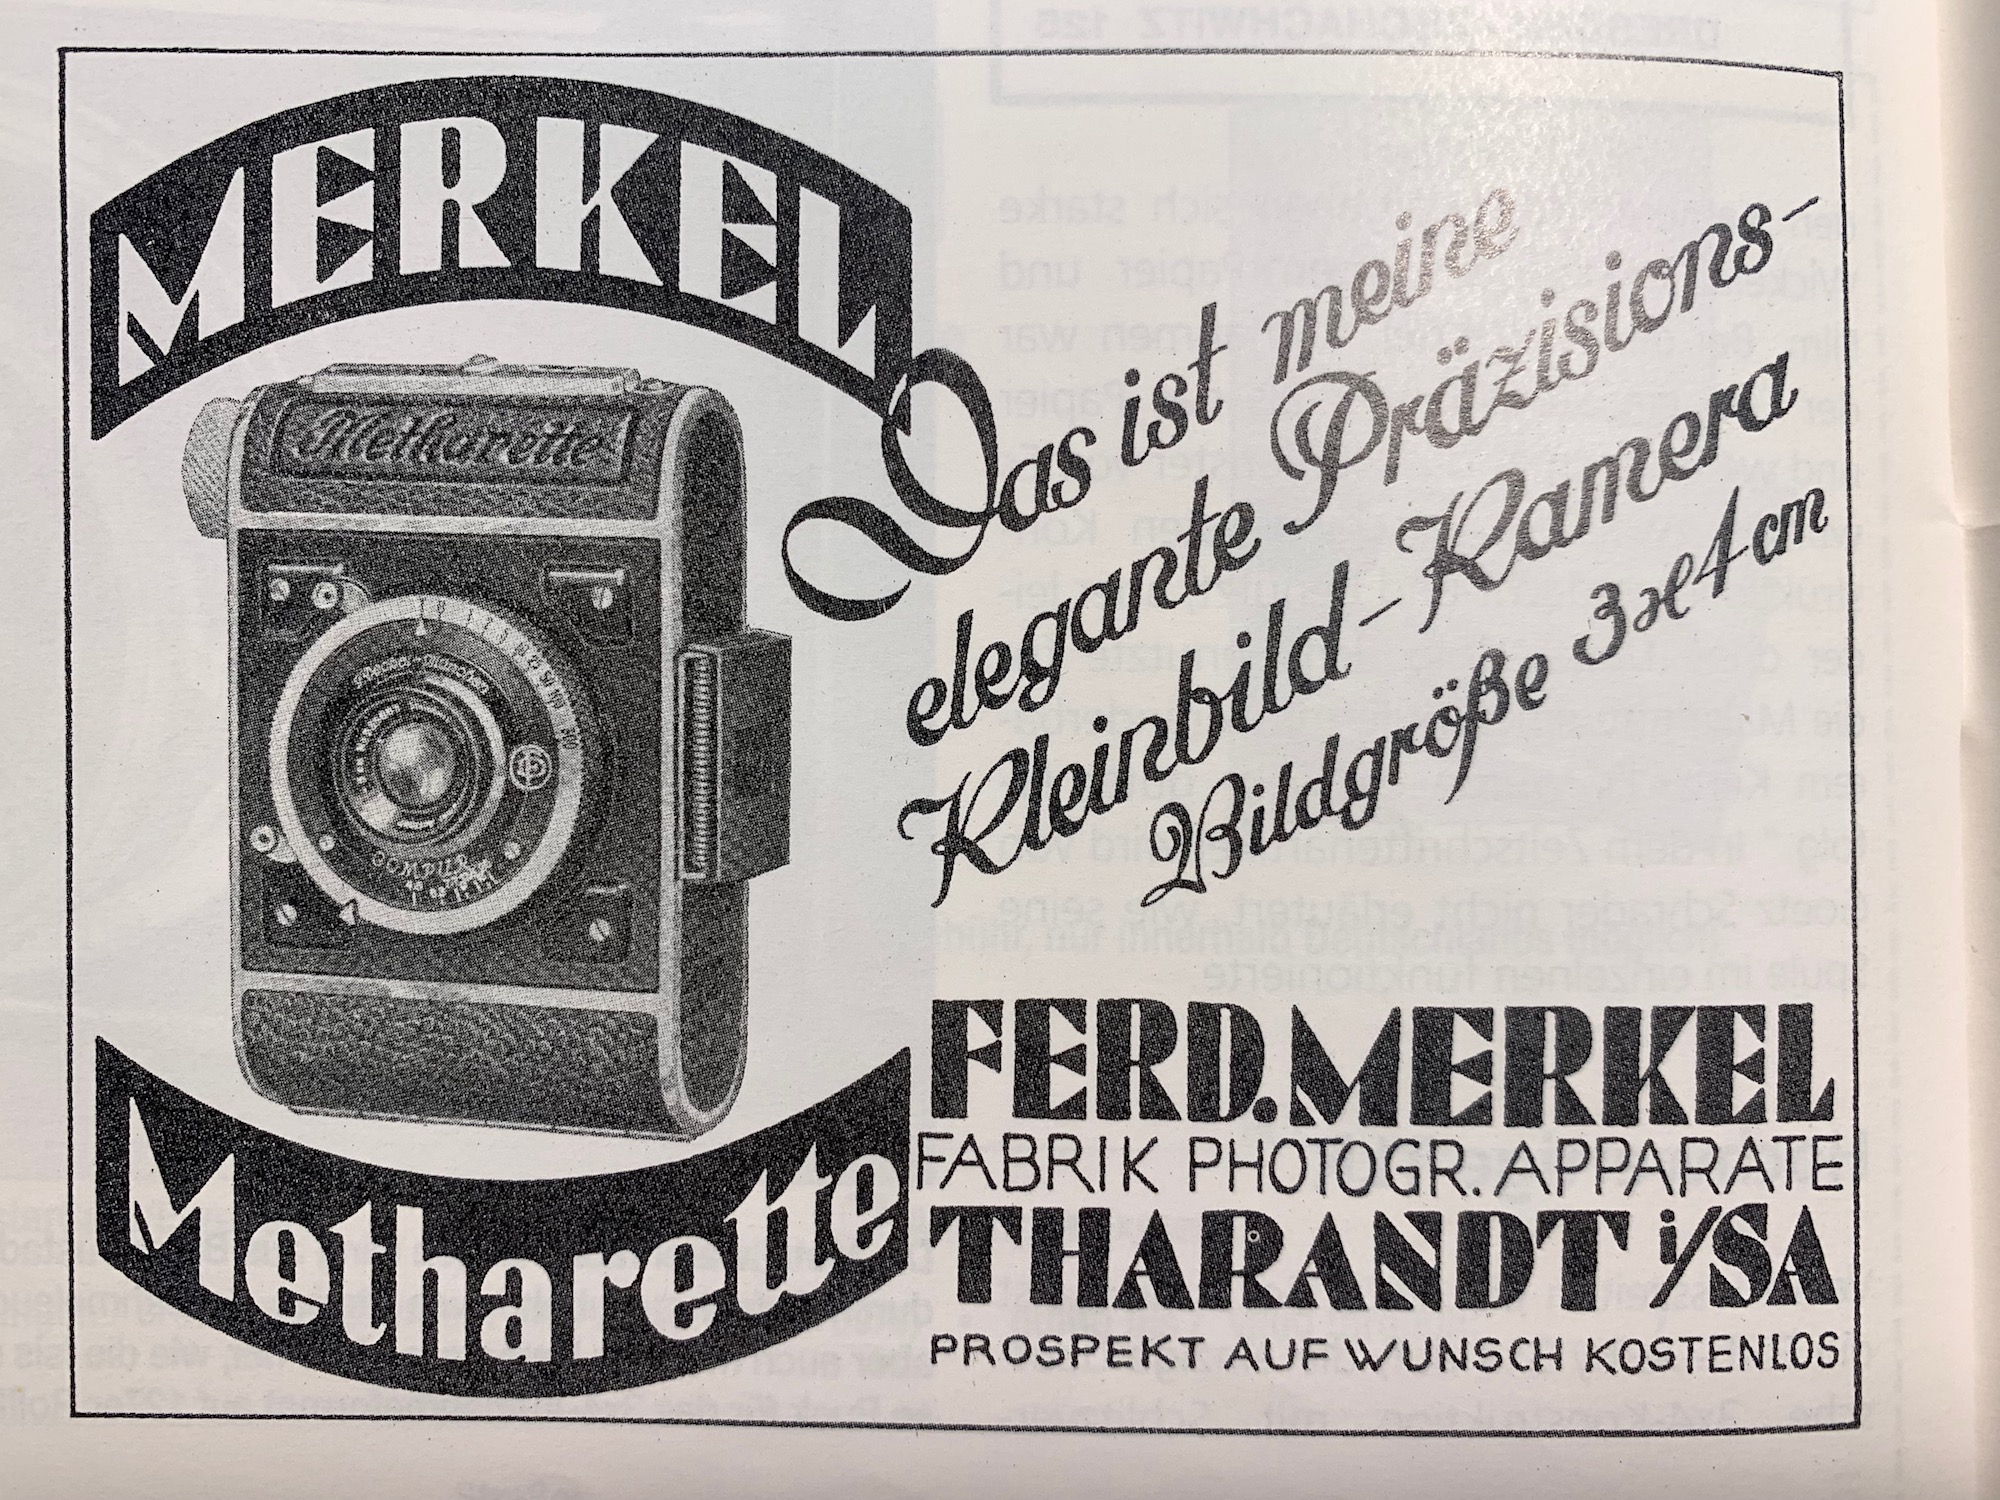 MERKEL
Metharette
COMPUR
Metharette
Das ist meine
elegante Präzisions-
Kleinbild-Kamera
Bildgröße 3x4 cm
FERD. MERKEL
FABRIK PHOTOGR. APPARATE
THARANDT i/SA
PROSPEKT AUF WUNSCH KOSTENLOS